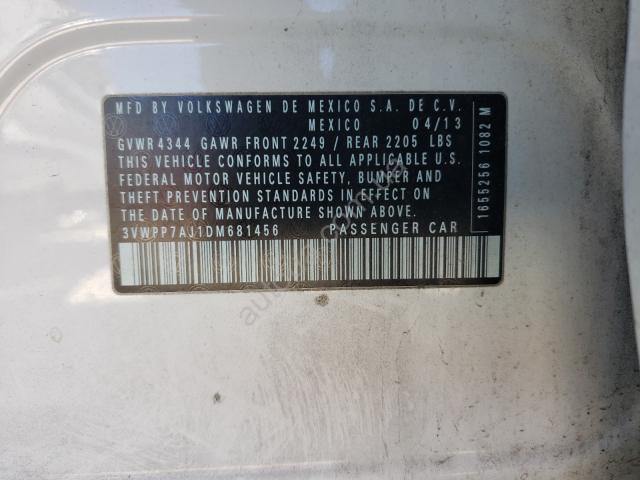 MFD BY VOLKSWAGEN DE MEXICO S.A. DE C.V.
MEXICO 04/13
GVWR 4344 GAWR FRONT 2249 / REAR 2205 LBS
THIS VEHICLE CONFORMS TO ALL APPLICABLE U.S.
FEDERAL MOTOR VEHICLE SAFETY, BUMPER AND
THEFT PREVENTION STANDARDS IN EFFECT ON
THE DATE OF MANUFACTURE SHOWN ABOVE.
3VWPP7AJ1DM681456 PASSENGER CAR
1655256 1082 M